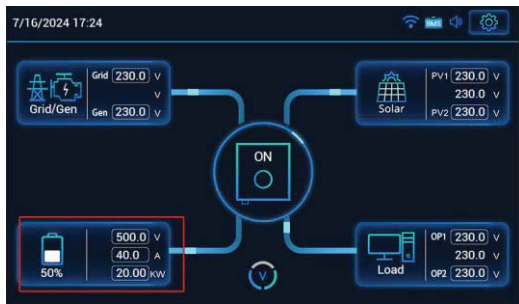 7/16/2024 17:24
BMS
Grid 230.0 V
V
Gen 230.0 V
Grid/Gen
PV1 230.0 V
230.0 V
PV2 230.0 V
Solar
ON
500.0 V
40.0 A
20.00 KW
50%
V
OP1 230.0 V
230.0 V
OP2 230.0 V
Load